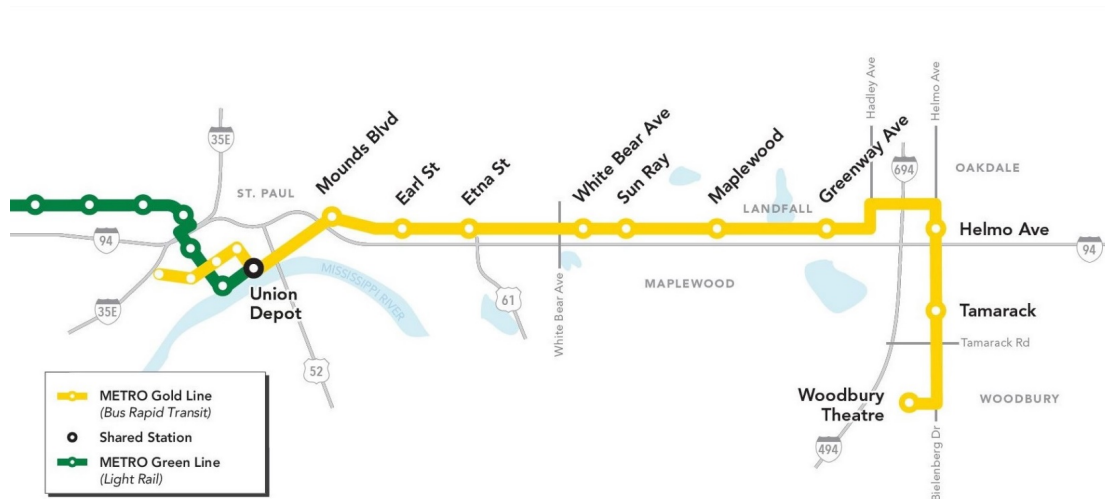 Hadley Ave
Helmo Ave
35E
Mounds Blvd
Earl St
Etna St
White Bear Ave
Sun Ray
Maplewood
Greenway Ave
694
OAKDALE
ST. PAUL
LANDFALL
94
Helmo Ave
94
MISSISSIPPI RIVER
MAPLEWOOD
Union
Depot
61
White Bear Ave
35E
Tamarack
Tamarack Rd
52
Woodbury
Theatre
WOODBURY
494
Bielenberg Dr
METRO Gold Line
(Bus Rapid Transit)
Shared Station
METRO Green Line
(Light Rail)